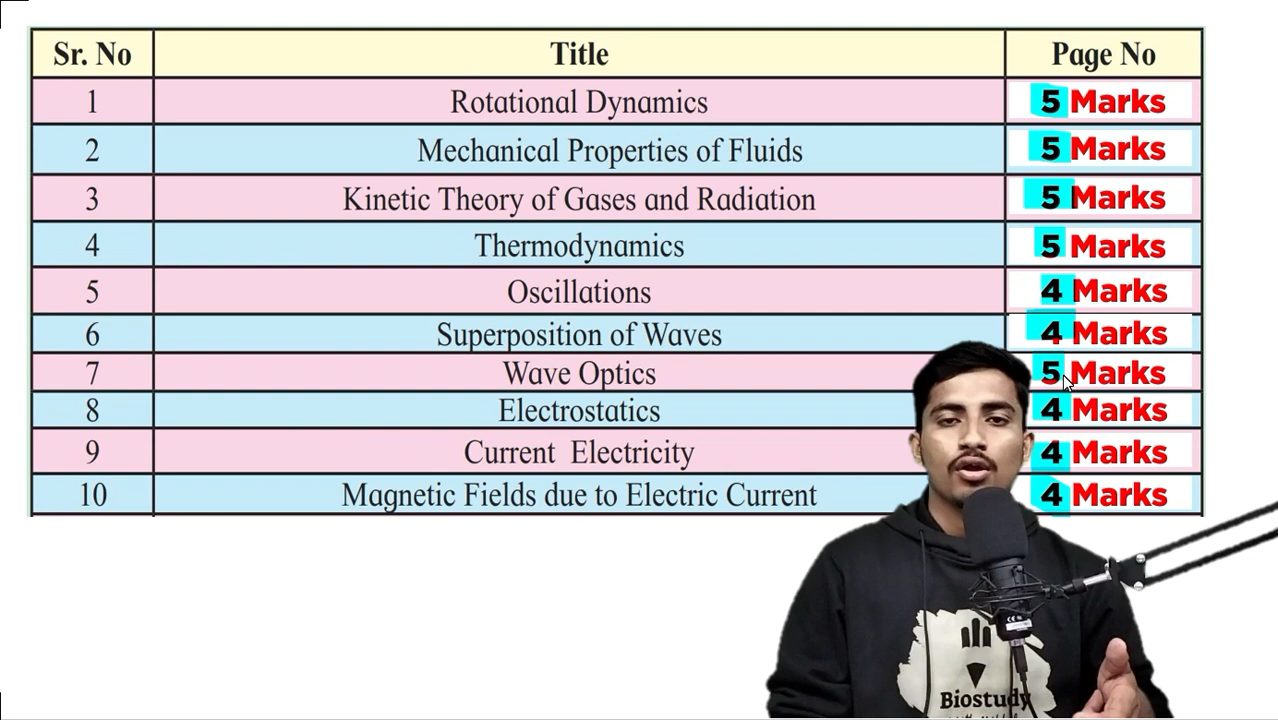 Sr. No Title Page No
1 Rotational Dynamics 5 Marks
2 Mechanical Properties of Fluids 5 Marks
3 Kinetic Theory of Gases and Radiation 5 Marks
4 Thermodynamics 5 Marks
5 Oscillations 4 Marks
6 Superposition of Waves 4 Marks
7 Wave Optics 5 Marks
8 Electrostatics 4 Marks
9 Current Electricity 4 Marks
10 Magnetic Fields due to Electric Current 4 Marks
Biostudy